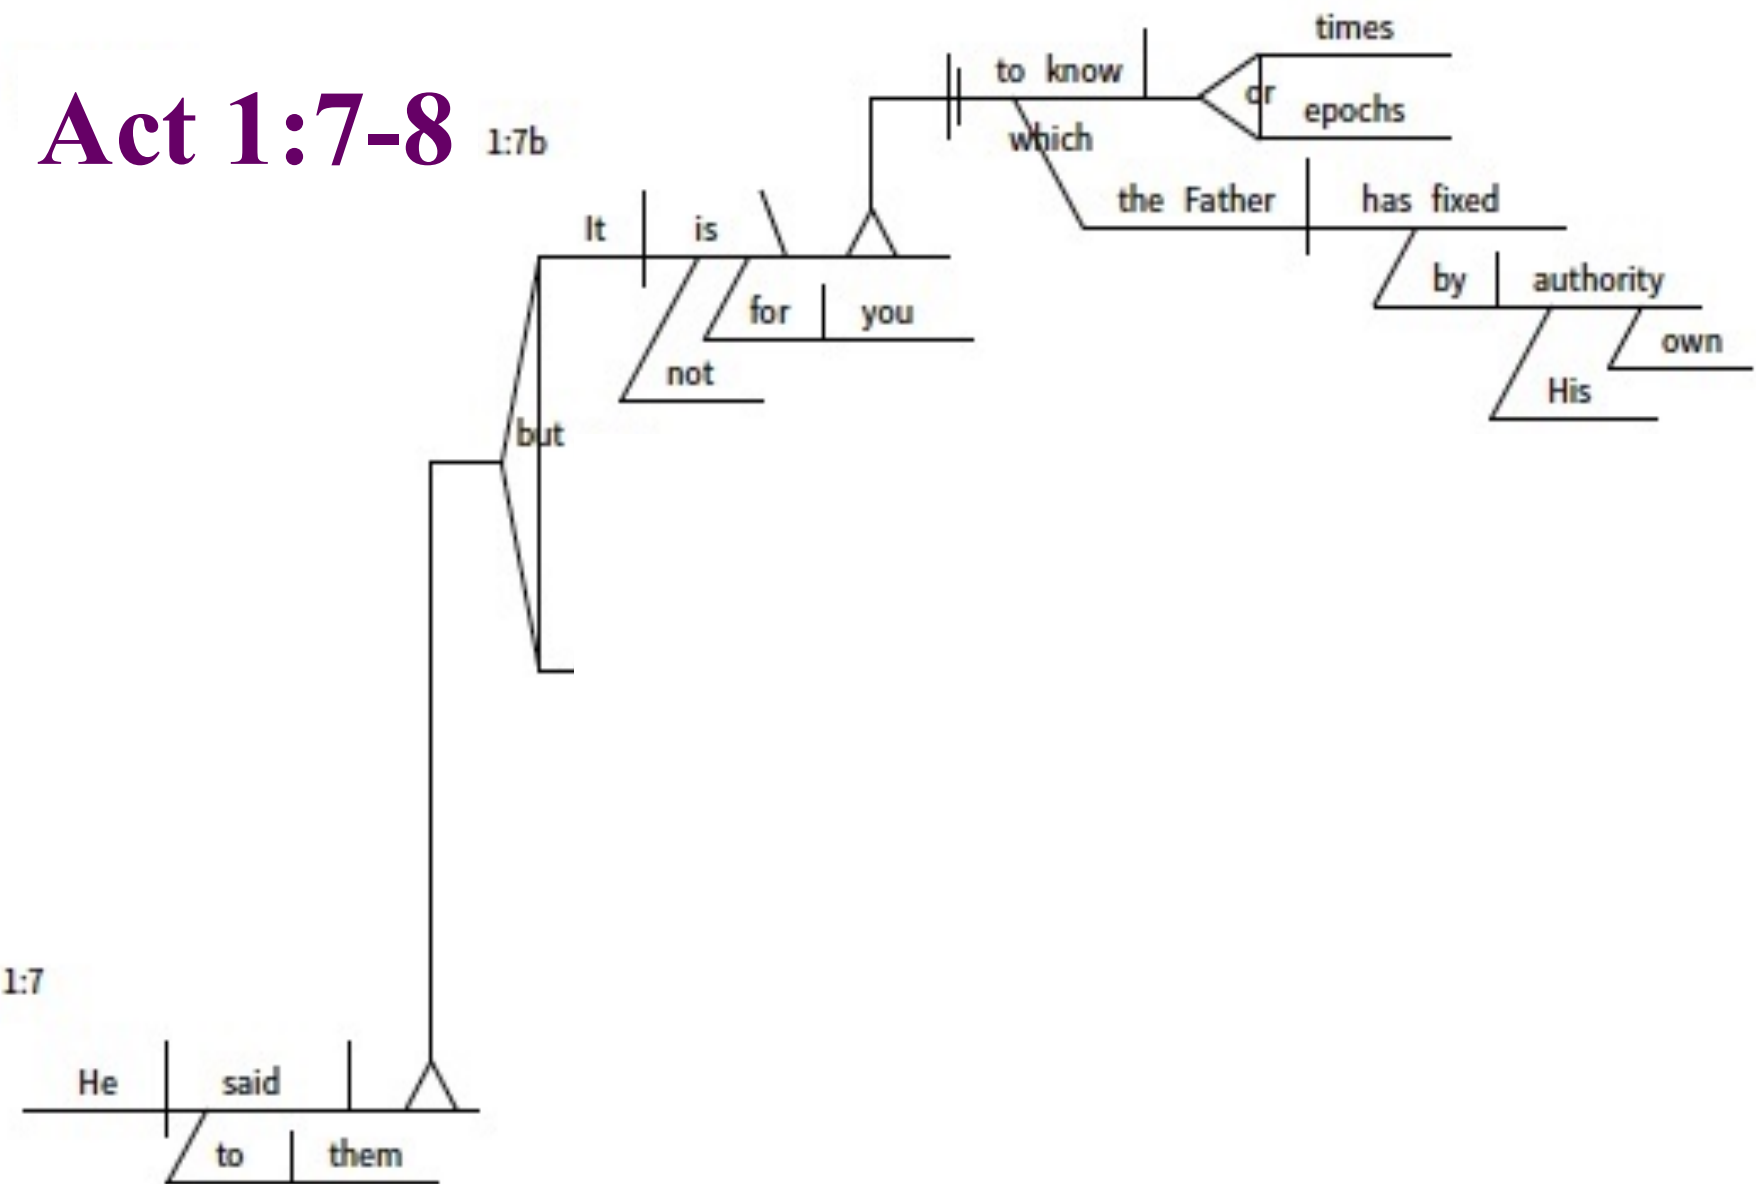 times
to know
or
epochs
Act 1:7-8
1:7b
which
the Father has fixed
It is
by authority
for you
own
not
His
but
1:7
He said
to them